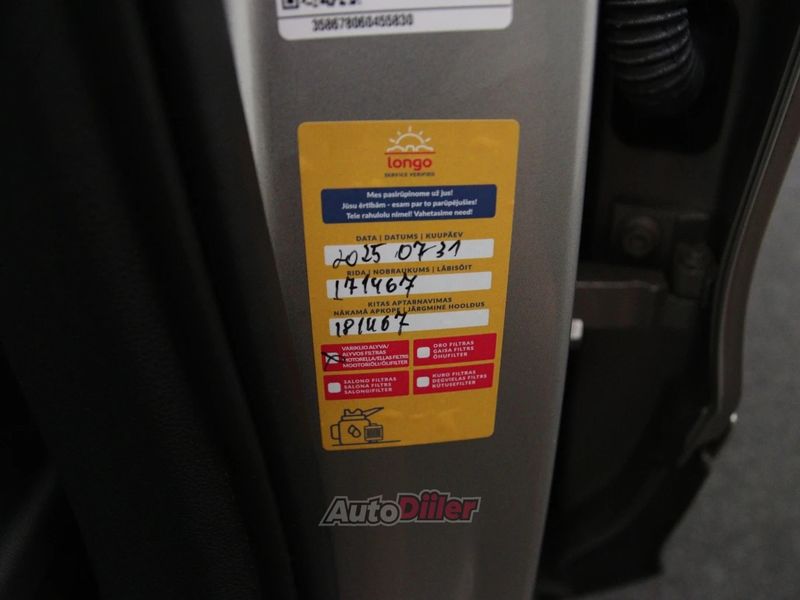 358678060455830
longo
SERVICE VERIFIED
Mes pasirūpinome už jus!
Jūsu ērtībām - esam par to parūpējušies!
Teie rahulolu nimel! Vahetasime need!
DATA | DATUMS | KUUPÄEV
2025 07 31
RIDA | NOBRAUKUMS | LÄBISÕIT
171467
KITAS APTARNAVIMAS
NĀKAMĀ APKOPE | JÄRGMINE HOOLDUS
181467
VARIKLIO ALYVA/
ALYVOS FILTRAS
MOTOREĻĻA/EĻĻAS FILTRS
MOOTORIÕLI/ÕLIFILTER
ORO FILTRAS
GAISA FILTRS
ÕHUFILTER
SALONO FILTRAS
SALONA FILTRS
SALONGIFILTER
KURO FILTRAS
DEGVIELAS FILTRS
KÜTUSEFILTER
AutoDiiler